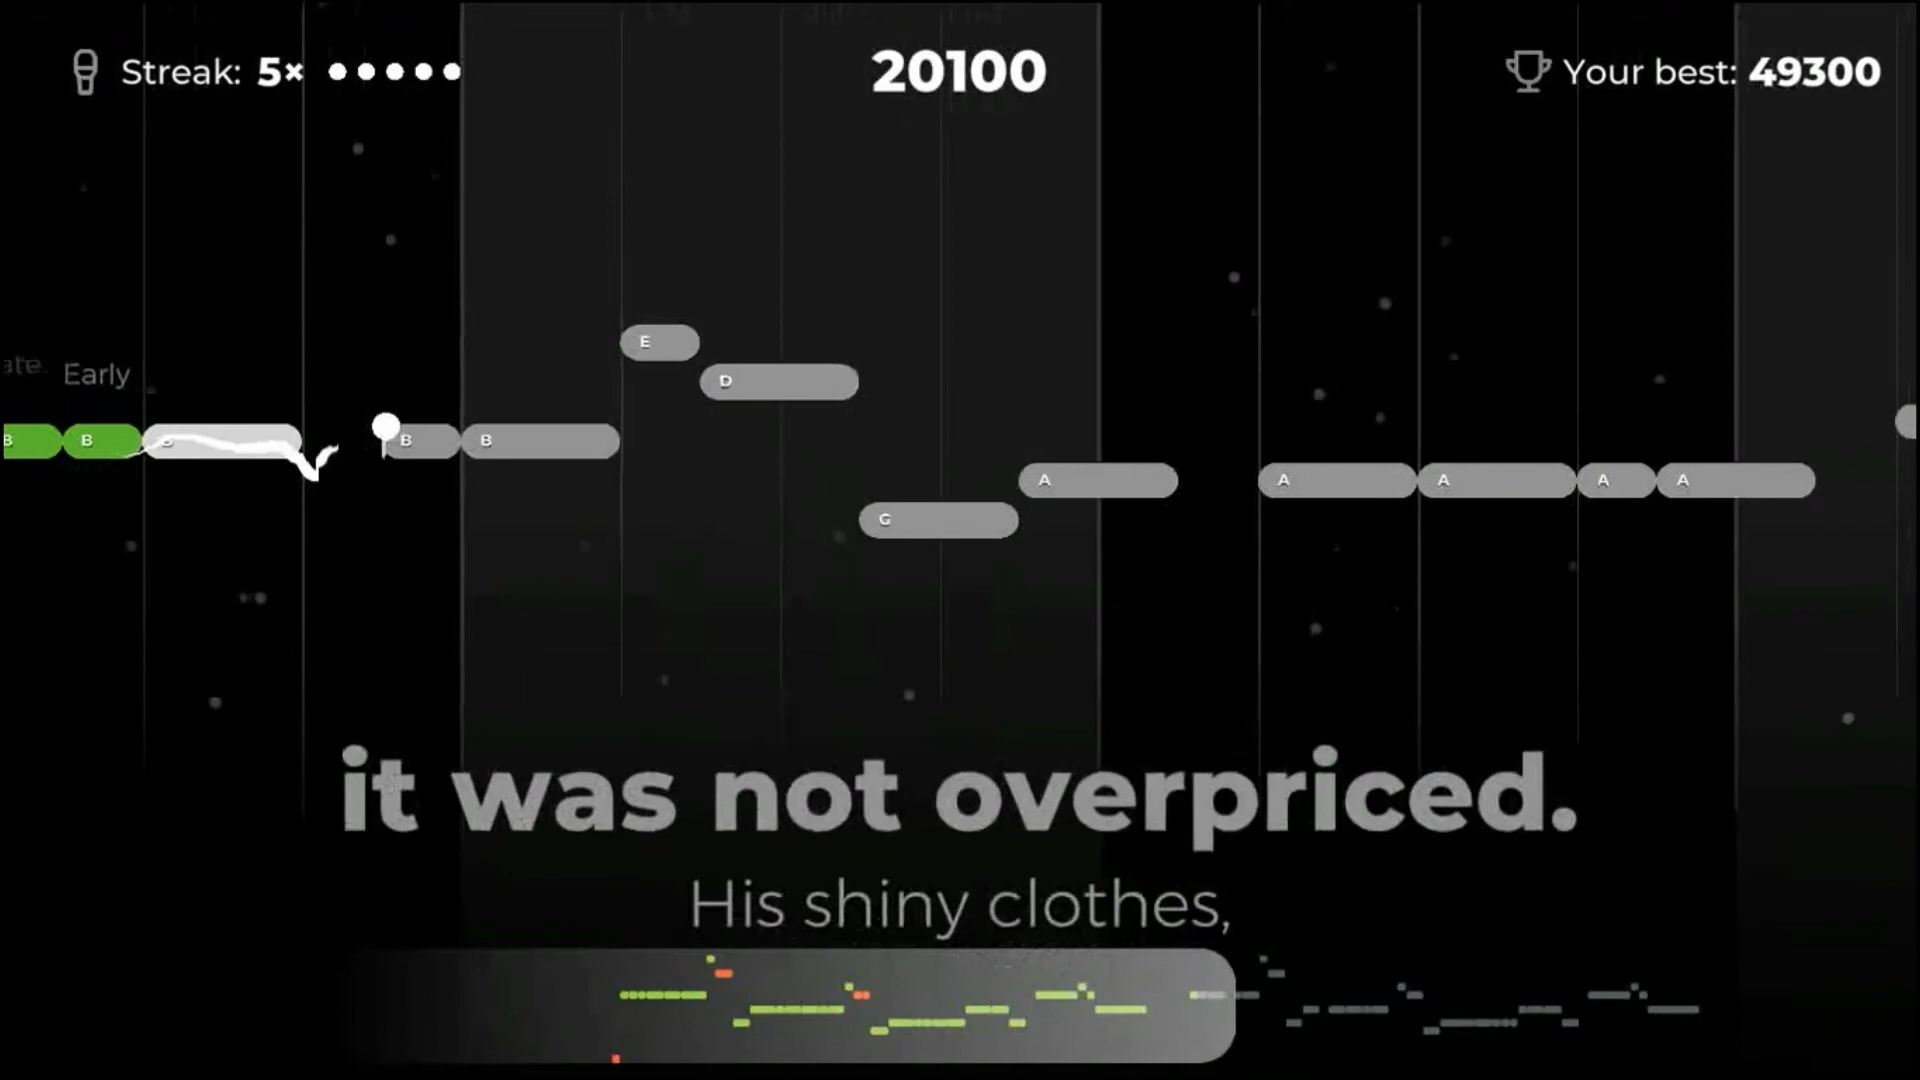 Streak: 5× 20100 Your best: 49300
Early
E
D
B B B B B
A A A A A
G
it was not overpriced.
His shiny clothes,